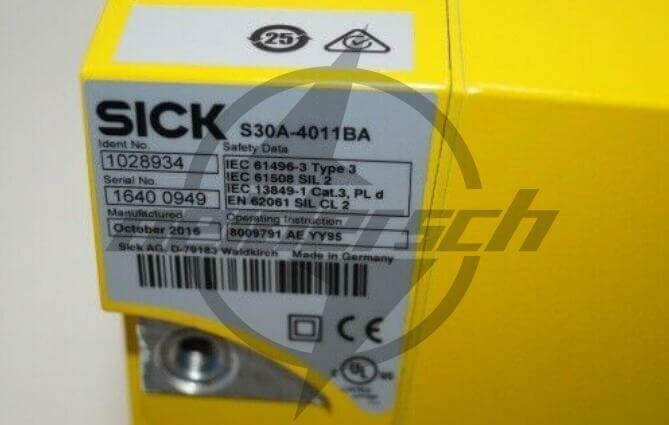 25
SICK S30A-4011BA
Ident No. Safety Data
1028934 IEC 61496-3 Type 3
IEC 61508 SIL 2
Serial No. IEC 13849-1 Cat.3, PL d
1640 0949 EN 62061 SIL CL 2
Manufactured Operating Instruction
October 2016 8009791 AE YY95
Sick AG, D-79183 Waldkirch Made in Germany
CE
UL